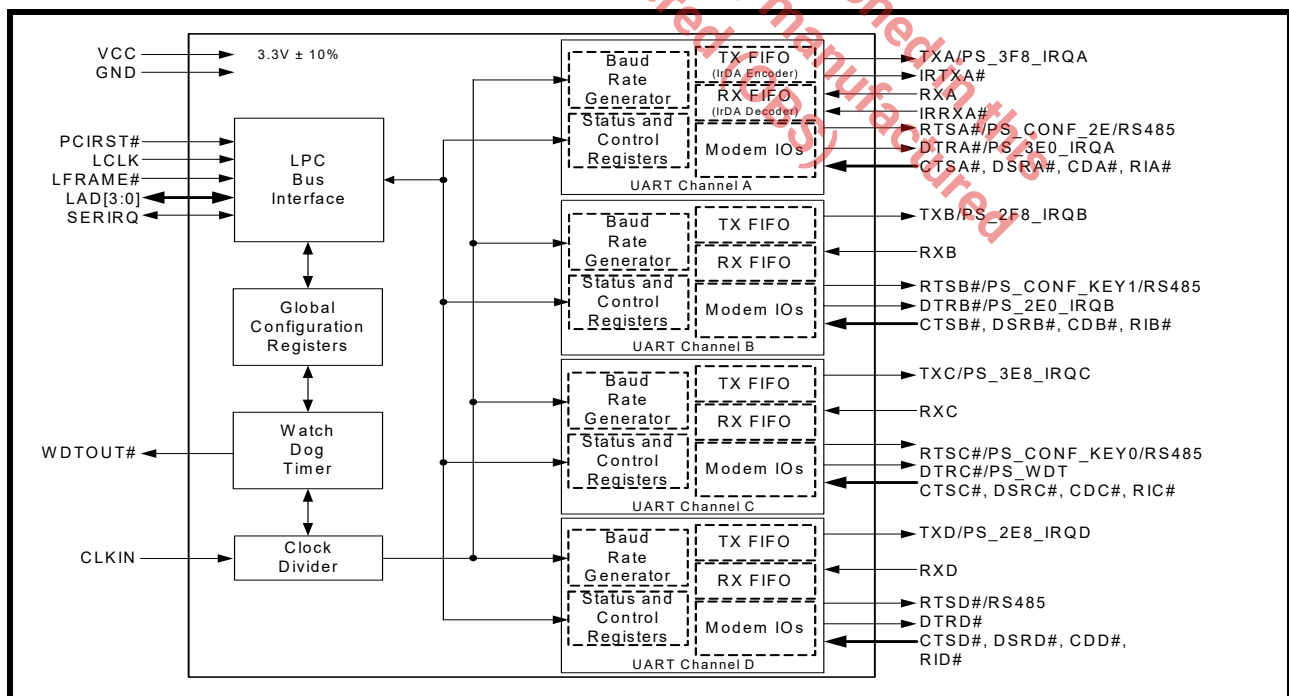 VCC
GND
3.3V ± 10%
PCIRST#
LCLK
LFRAME#
LAD[3:0]
SERIRQ
LPC
Bus
Interface
Global
Configuration
Registers
WDTOUT#
Watch
Dog
Timer
CLKIN
Clock
Divider
Baud
Rate
Generator
TX FIFO
(IrDA Encoder)
RX FIFO
(IrDA Decoder)
Status and
Control
Registers
Modem IOs
UART Channel A
TXA/PS_3F8_IRQA
IRTXA#
RXA
IRRXA#
RTSA#/PS_CONF_2E/RS485
DTRA#/PS_3E0_IRQA
CTSA#, DSRA#, CDA#, RIA#
Baud
Rate
Generator
TX FIFO
RX FIFO
Status and
Control
Registers
Modem IOs
UART Channel B
TXB/PS_2F8_IRQB
RXB
RTSB#/PS_CONF_KEY1/RS485
DTRB#/PS_2E0_IRQB
CTSB#, DSRB#, CDB#, RIB#
Baud
Rate
Generator
TX FIFO
RX FIFO
Status and
Control
Registers
Modem IOs
UART Channel C
TXC/PS_3E8_IRQC
RXC
RTSC#/PS_CONF_KEY0/RS485
DTRC#/PS_WDT
CTSC#, DSRC#, CDC#, RIC#
Baud
Rate
Generator
TX FIFO
RX FIFO
Status and
Control
Registers
Modem IOs
UART Channel D
TXD/PS_2E8_IRQD
RXD
RTSD#/RS485
DTRD#
CTSD#, DSRD#, CDD#,
RID#
in this
manufactured
(OBS)